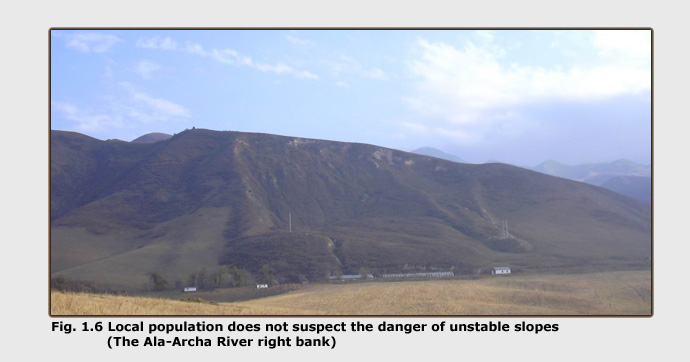 Fig. 1.6 Local population does not suspect the danger of unstable slopes
(The Ala-Archa River right bank)